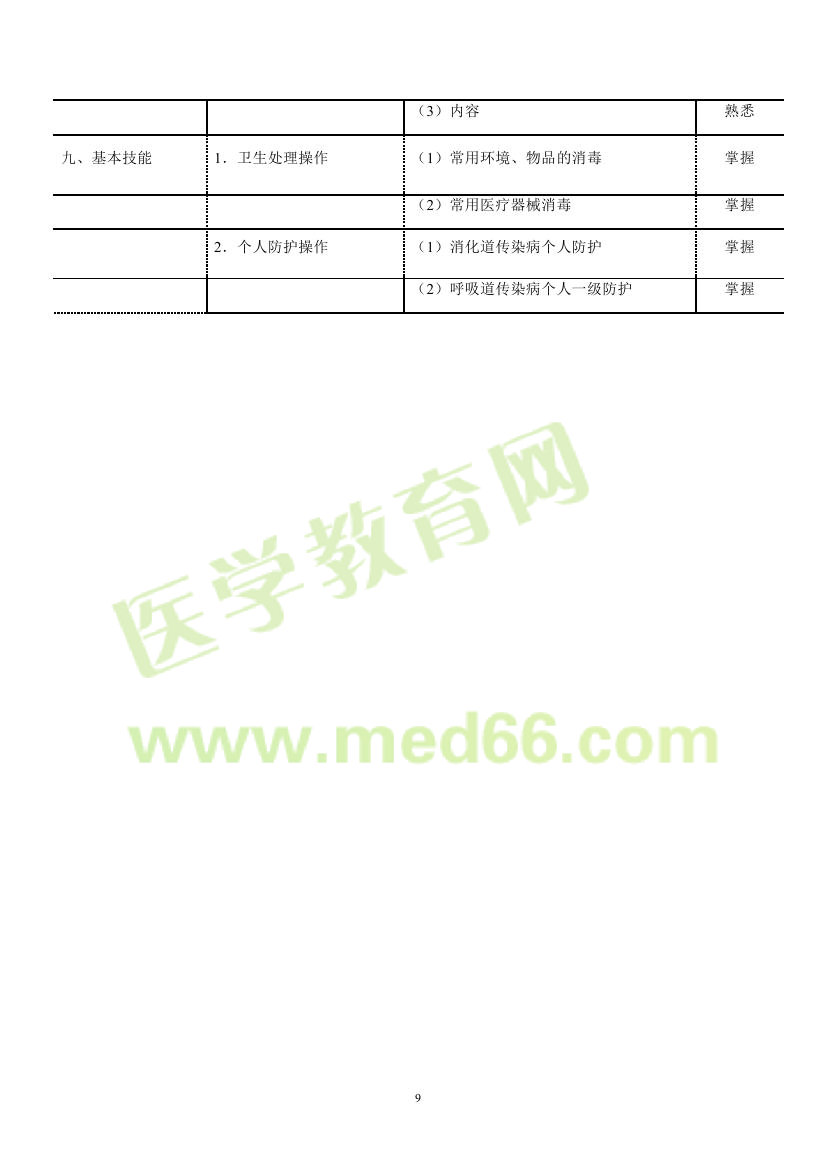 （3）内容 熟悉
九、基本技能 1．卫生处理操作 （1）常用环境、物品的消毒 掌握
（2）常用医疗器械消毒 掌握
2．个人防护操作 （1）消化道传染病个人防护 掌握
（2）呼吸道传染病个人一级防护 掌握
医学教育网
www.med66.com
9